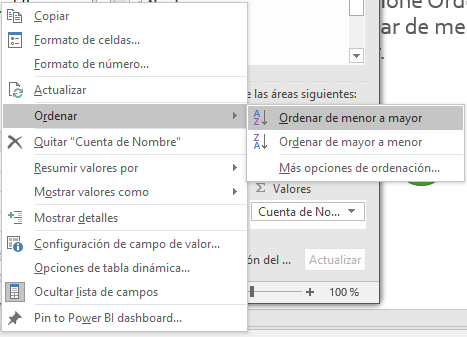 Copiar
Formato de celdas...
Formato de número...
Actualizar
Ordenar
Quitar "Cuenta de Nombre"
Resumir valores por
Mostrar valores como
Mostrar detalles
Configuración de campo de valor...
Opciones de tabla dinámica...
Ocultar lista de campos
Pin to Power BI dashboard...
las áreas siguientes:
Ordenar de menor a mayor
Ordenar de mayor a menor
Más opciones de ordenación...
Σ Valores
Cuenta de No...
ión del ...
Actualizar
100 %
ione Ord
ar de me